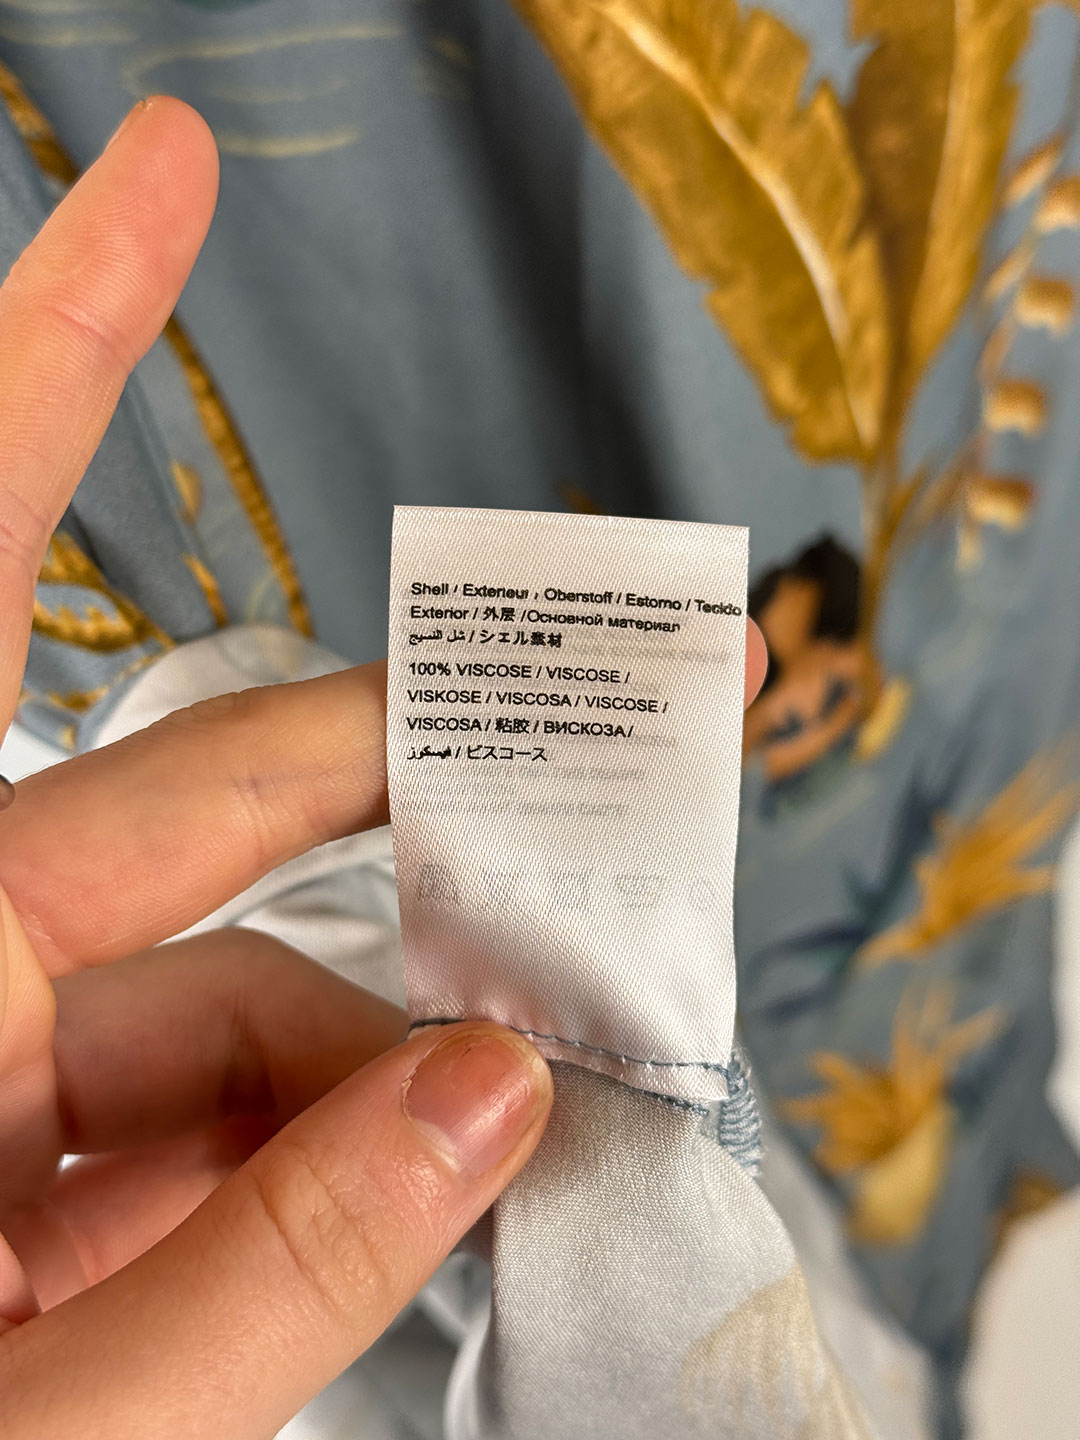 Shell / Exterieur / Oberstoff / Estorno / Tecido
Exterior / 外层 /Основной материал
شل النسيج / シェル素材
100% VISCOSE / VISCOSE /
VISKOSE / VISCOSA / VISCOSE /
VISCOSA / 粘胶 / ВИСКОЗА/
فيسكوز / ビスコース